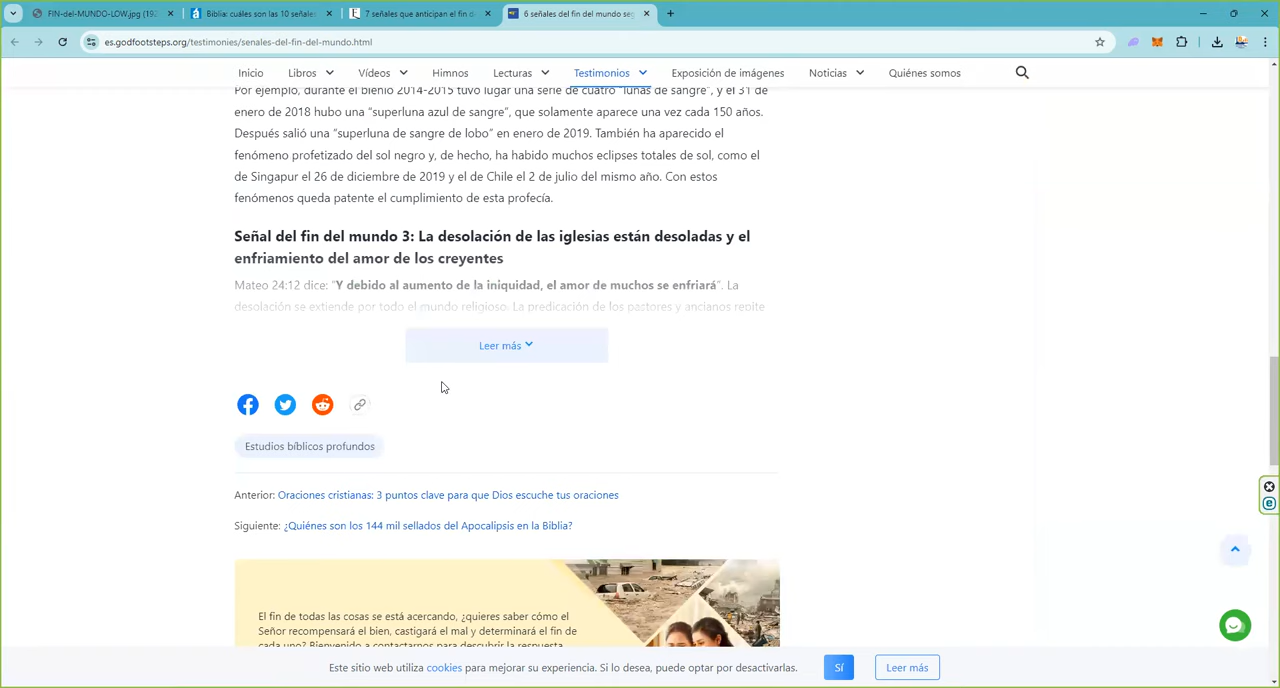 FIN-del-MUNDO-LOW.jpg (192
Biblia: cuáles son las 10 señales
7 señales que anticipan el fin d
6 señales del fin del mundo seg
es.godfootsteps.org/testimonies/senales-del-fin-del-mundo.html
Inicio Libros Vídeos Himnos Lecturas Testimonios Exposición de imágenes Noticias Quiénes somos
Por ejemplo, durante el bienio 2014-2015 tuvo lugar una serie de cuatro "lunas de sangre", y el 31 de
enero de 2018 hubo una "superluna azul de sangre", que solamente aparece una vez cada 150 años.
Después salió una "superluna de sangre de lobo" en enero de 2019. También ha aparecido el
fenómeno profetizado del sol negro y, de hecho, ha habido muchos eclipses totales de sol, como el
de Singapur el 26 de diciembre de 2019 y el de Chile el 2 de julio del mismo año. Con estos
fenómenos queda patente el cumplimiento de esta profecía.
Señal del fin del mundo 3: La desolación de las iglesias están desoladas y el
enfriamiento del amor de los creyentes
Mateo 24:12 dice: "Y debido al aumento de la iniquidad, el amor de muchos se enfriará". La
desolación se extiende por todo el mundo religioso. La predicación de los pastores y ancianos repite
Leer más
Estudios bíblicos profundos
Anterior: Oraciones cristianas: 3 puntos clave para que Dios escuche tus oraciones
Siguiente: ¿Quiénes son los 144 mil sellados del Apocalipsis en la Biblia?
El fin de todas las cosas se está acercando, ¿quieres saber cómo el
Señor recompensará el bien, castigará el mal y determinará el fin de
cada uno? Bienvenido a contactarnos para descubrir la respuesta.
Este sitio web utiliza cookies para mejorar su experiencia. Si lo desea, puede optar por desactivarlas.
Sí
Leer más